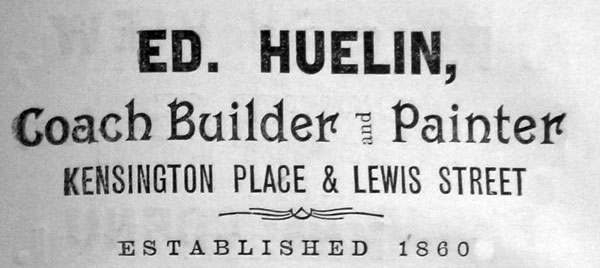 ED. HUELIN,
Coach Builder and Painter
KENSINGTON PLACE & LEWIS STREET
ESTABLISHED 1860